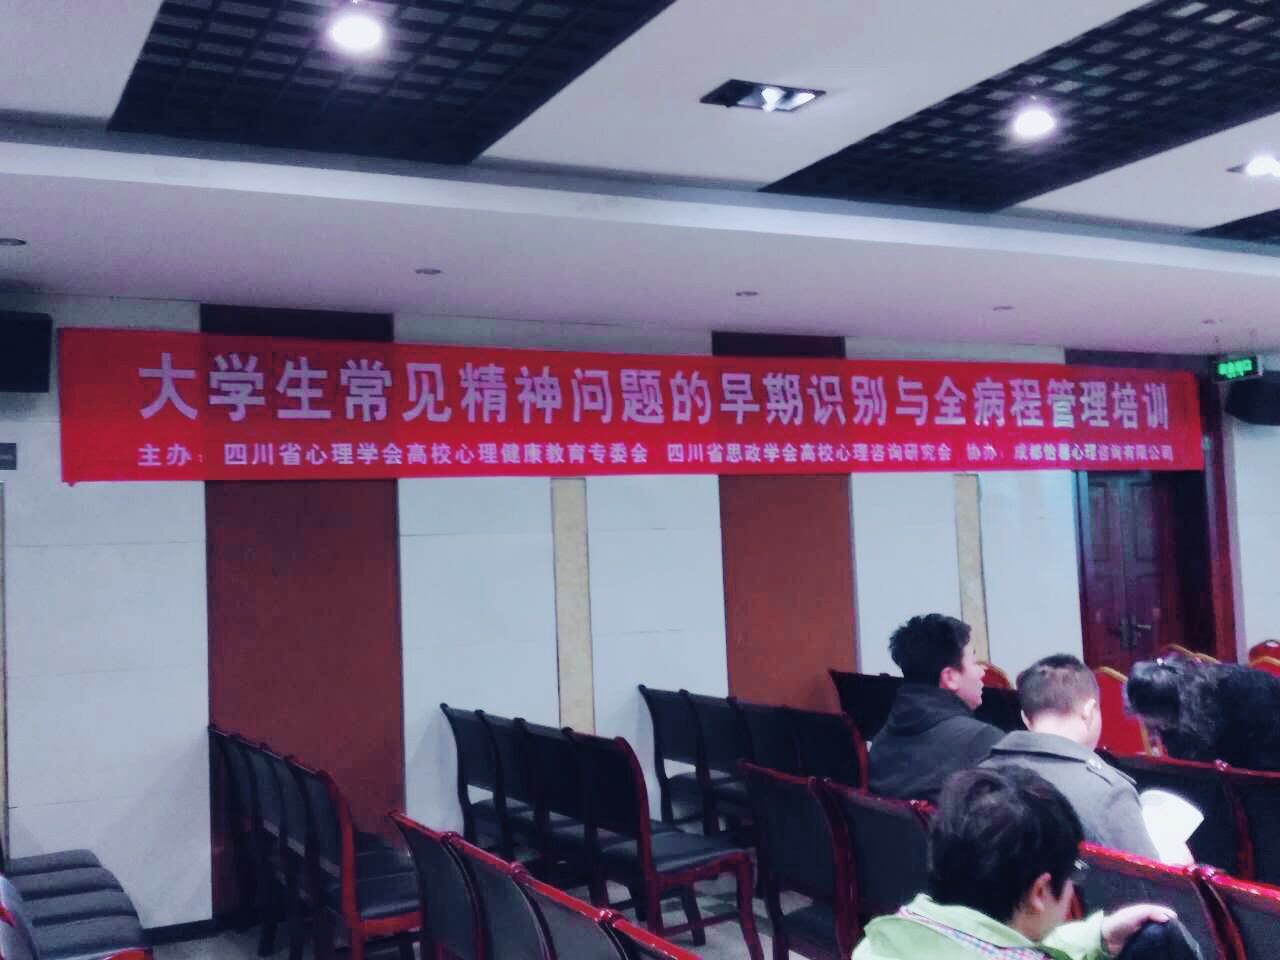 大学生常见精神问题的早期识别与全病程管理培训
主办：四川省心理学会高校心理健康教育专委会 四川省思政学会高校心理咨询研究会 协办：成都怡馨心理咨询有限公司